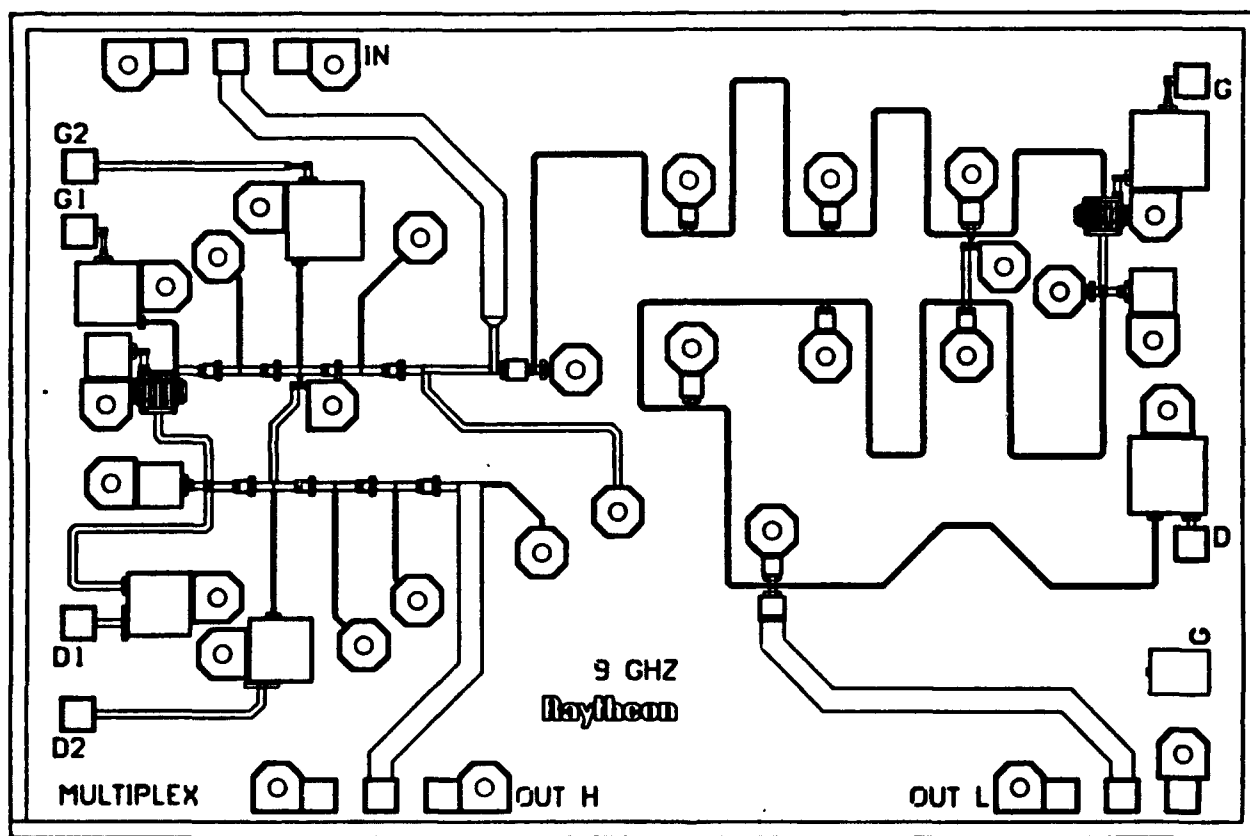 IN
G
G2
G1
D
D1
G
9 GHZ
Raytheon
D2
MULTIPLEX
OUT H
OUT L